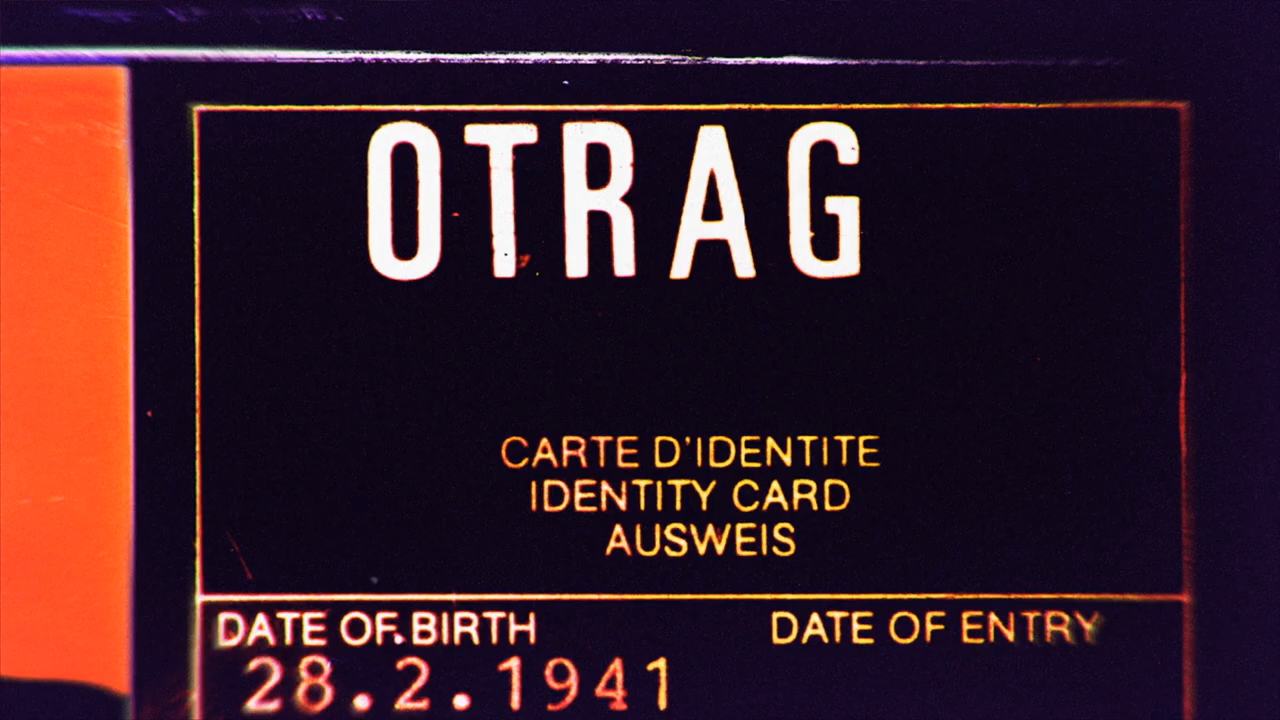 OTRAG
CARTE D'IDENTITE
IDENTITY CARD
AUSWEIS
DATE OF BIRTH
DATE OF ENTRY
28.2.1941